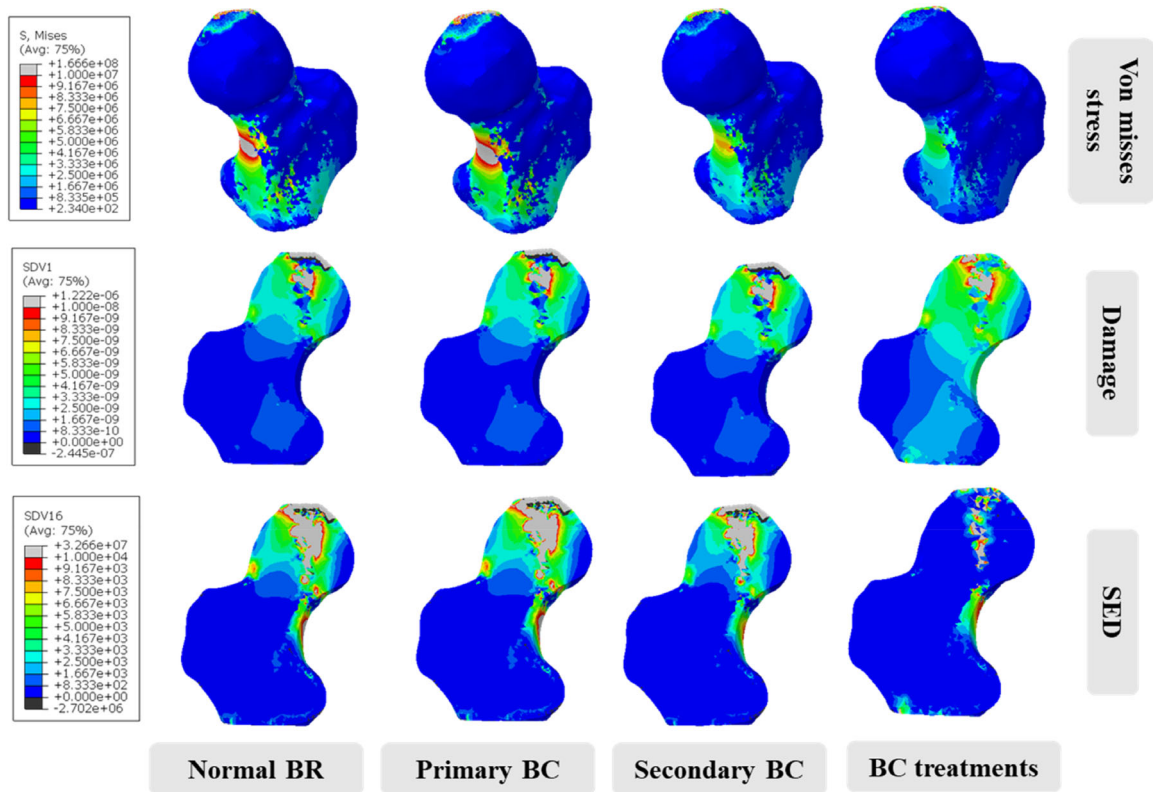 S, Mises
(Avg: 75%)
+1.666e+08
+1.000e+07
+9.167e+06
+8.333e+06
+7.500e+06
+6.667e+06
+5.833e+06
+5.000e+06
+4.167e+06
+3.333e+06
+2.500e+06
+1.667e+06
+8.335e+05
+2.340e+02
Von misses
stress
SDV1
(Avg: 75%)
+1.222e-06
+1.000e-08
+9.167e-09
+8.333e-09
+7.500e-09
+6.667e-09
+5.833e-09
+5.000e-09
+4.167e-09
+3.333e-09
+2.500e-09
+1.667e-09
+8.333e-10
+0.000e+00
-2.445e-07
Damage
SDV16
(Avg: 75%)
+3.266e+07
+1.000e+04
+9.167e+03
+8.333e+03
+7.500e+03
+6.667e+03
+5.833e+03
+5.000e+03
+4.167e+03
+3.333e+03
+2.500e+03
+1.667e+03
+8.333e+02
+0.000e+00
-2.702e+06
SED
Normal BR
Primary BC
Secondary BC
BC treatments